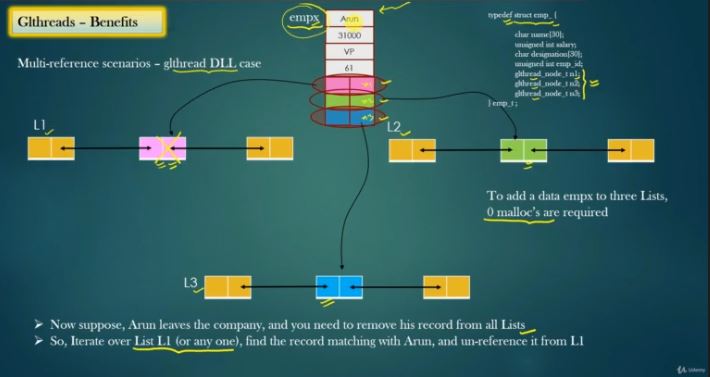 Glthreads – Benefits
Multi-reference scenarios – glthread DLL case
empx
Arun
31000
VP
61
n1
n2
n3
typedef struct emp_ {
char name[30];
unsigned int salary;
char designation[30];
unsigned int emp_id;
glthread_node_t n1;
glthread_node_t n2;
glthread_node_t n3;
} emp_t ;
L1
L2
To add a data empx to three Lists,
0 malloc's are required
L3
➤ Now suppose, Arun leaves the company, and you need to remove his record from all Lists
➤ So, Iterate over List L1 (or any one), find the record matching with Arun, and un-reference it from L1
Udemy